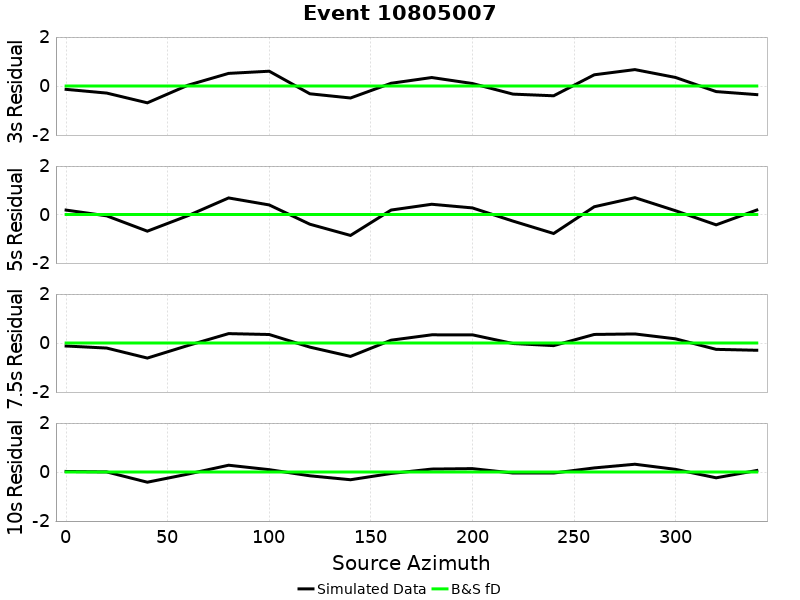 Event 10805007
3s Residual
2
0
-2
5s Residual
2
0
-2
7.5s Residual
2
0
-2
10s Residual
2
0
-2
0 50 100 150 200 250 300
Source Azimuth
Simulated Data B&S fD